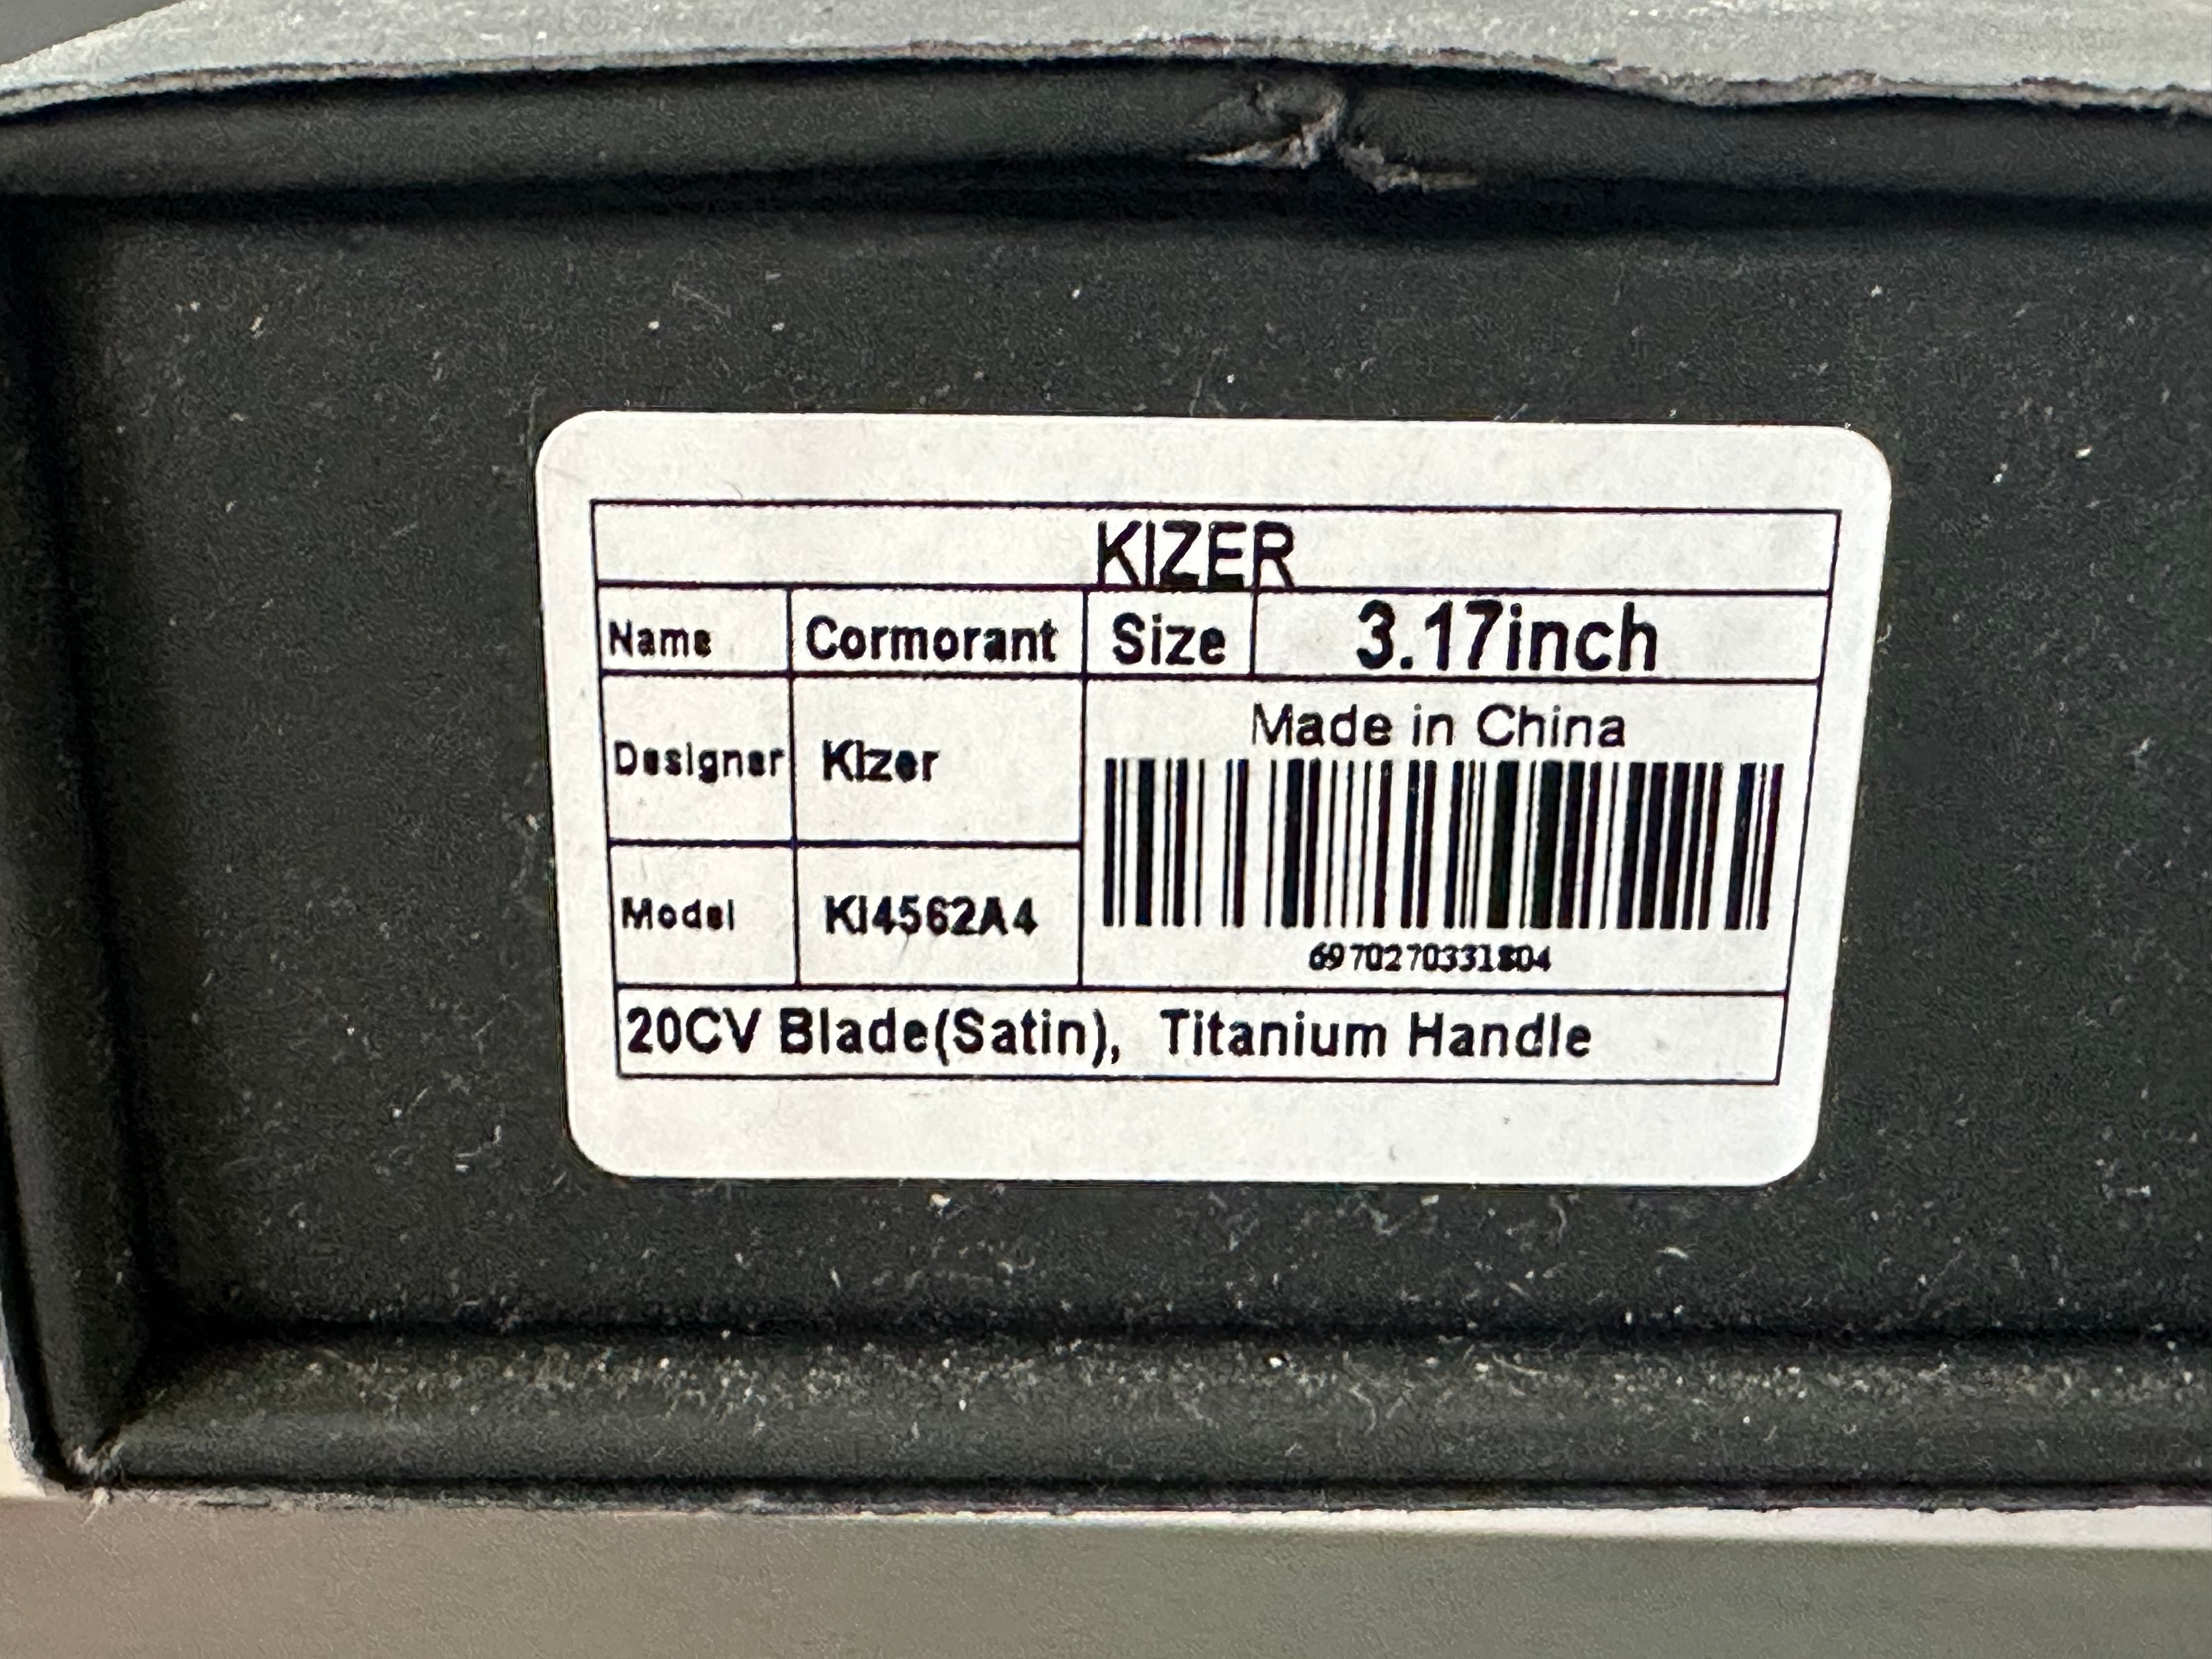 KIZER
Name Cormorant Size 3.17inch
Designer Kizer Made in China
Model KI4562A4 6970270331804
20CV Blade(Satin), Titanium Handle